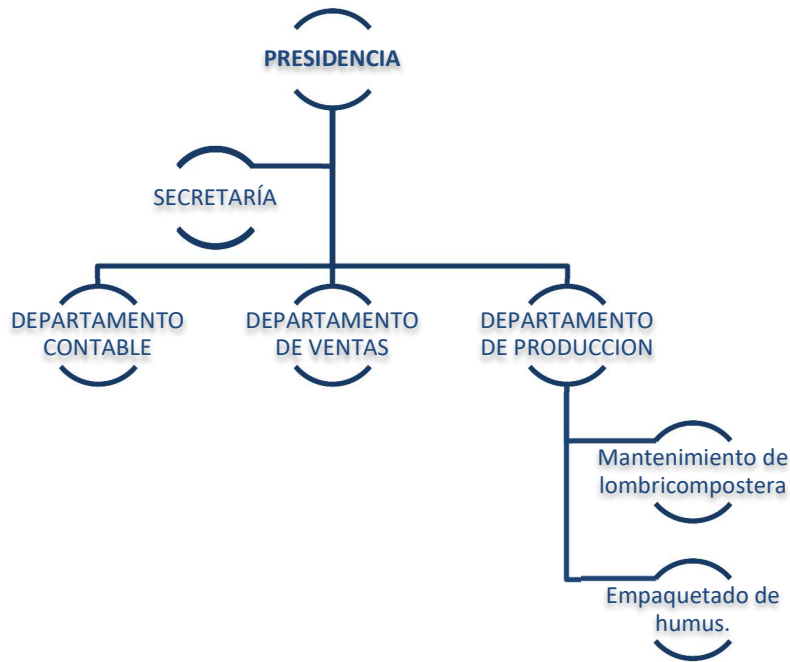 PRESIDENCIA
SECRETARÍA
DEPARTAMENTO
CONTABLE
DEPARTAMENTO
DE VENTAS
DEPARTAMENTO
DE PRODUCCION
Mantenimiento de
lombricompostera
Empaquetado de
humus.